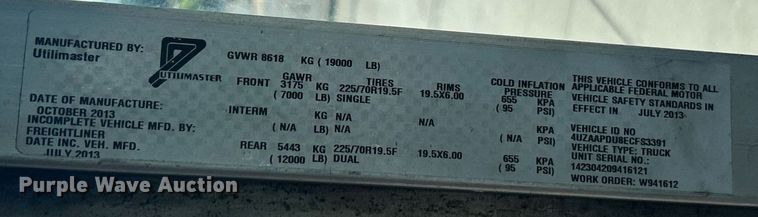 MANUFACTURED BY:
Utilimaster
UTILIMASTER
GVWR 8618 KG ( 19000 LB)
GAWR TIRES RIMS COLD INFLATION PRESSURE
FRONT 3175 KG 225/70R19.5F 19.5X6.00 655 KPA
( 7000 LB) SINGLE ( 95 PSI)
DATE OF MANUFACTURE:
OCTOBER 2013
INTERM KG N/A N/A KPA
( N/A LB) ( N/A PSI)
INCOMPLETE VEHICLE MFD. BY:
FREIGHTLINER
DATE INC. VEH. MFD.
JULY 2013
REAR 5443 KG 225/70R19.5F 19.5X6.00 655 KPA
( 12000 LB) DUAL ( 95 PSI)
THIS VEHICLE CONFORMS TO ALL
APPLICABLE FEDERAL MOTOR
VEHICLE SAFETY STANDARDS IN
EFFECT IN JULY 2013
VEHICLE ID NO
4UZAAPDU8ECFS3391
VEHICLE TYPE: TRUCK
UNIT SERIAL NO:
142304209416121
WORK ORDER: W941612
Purple Wave Auction